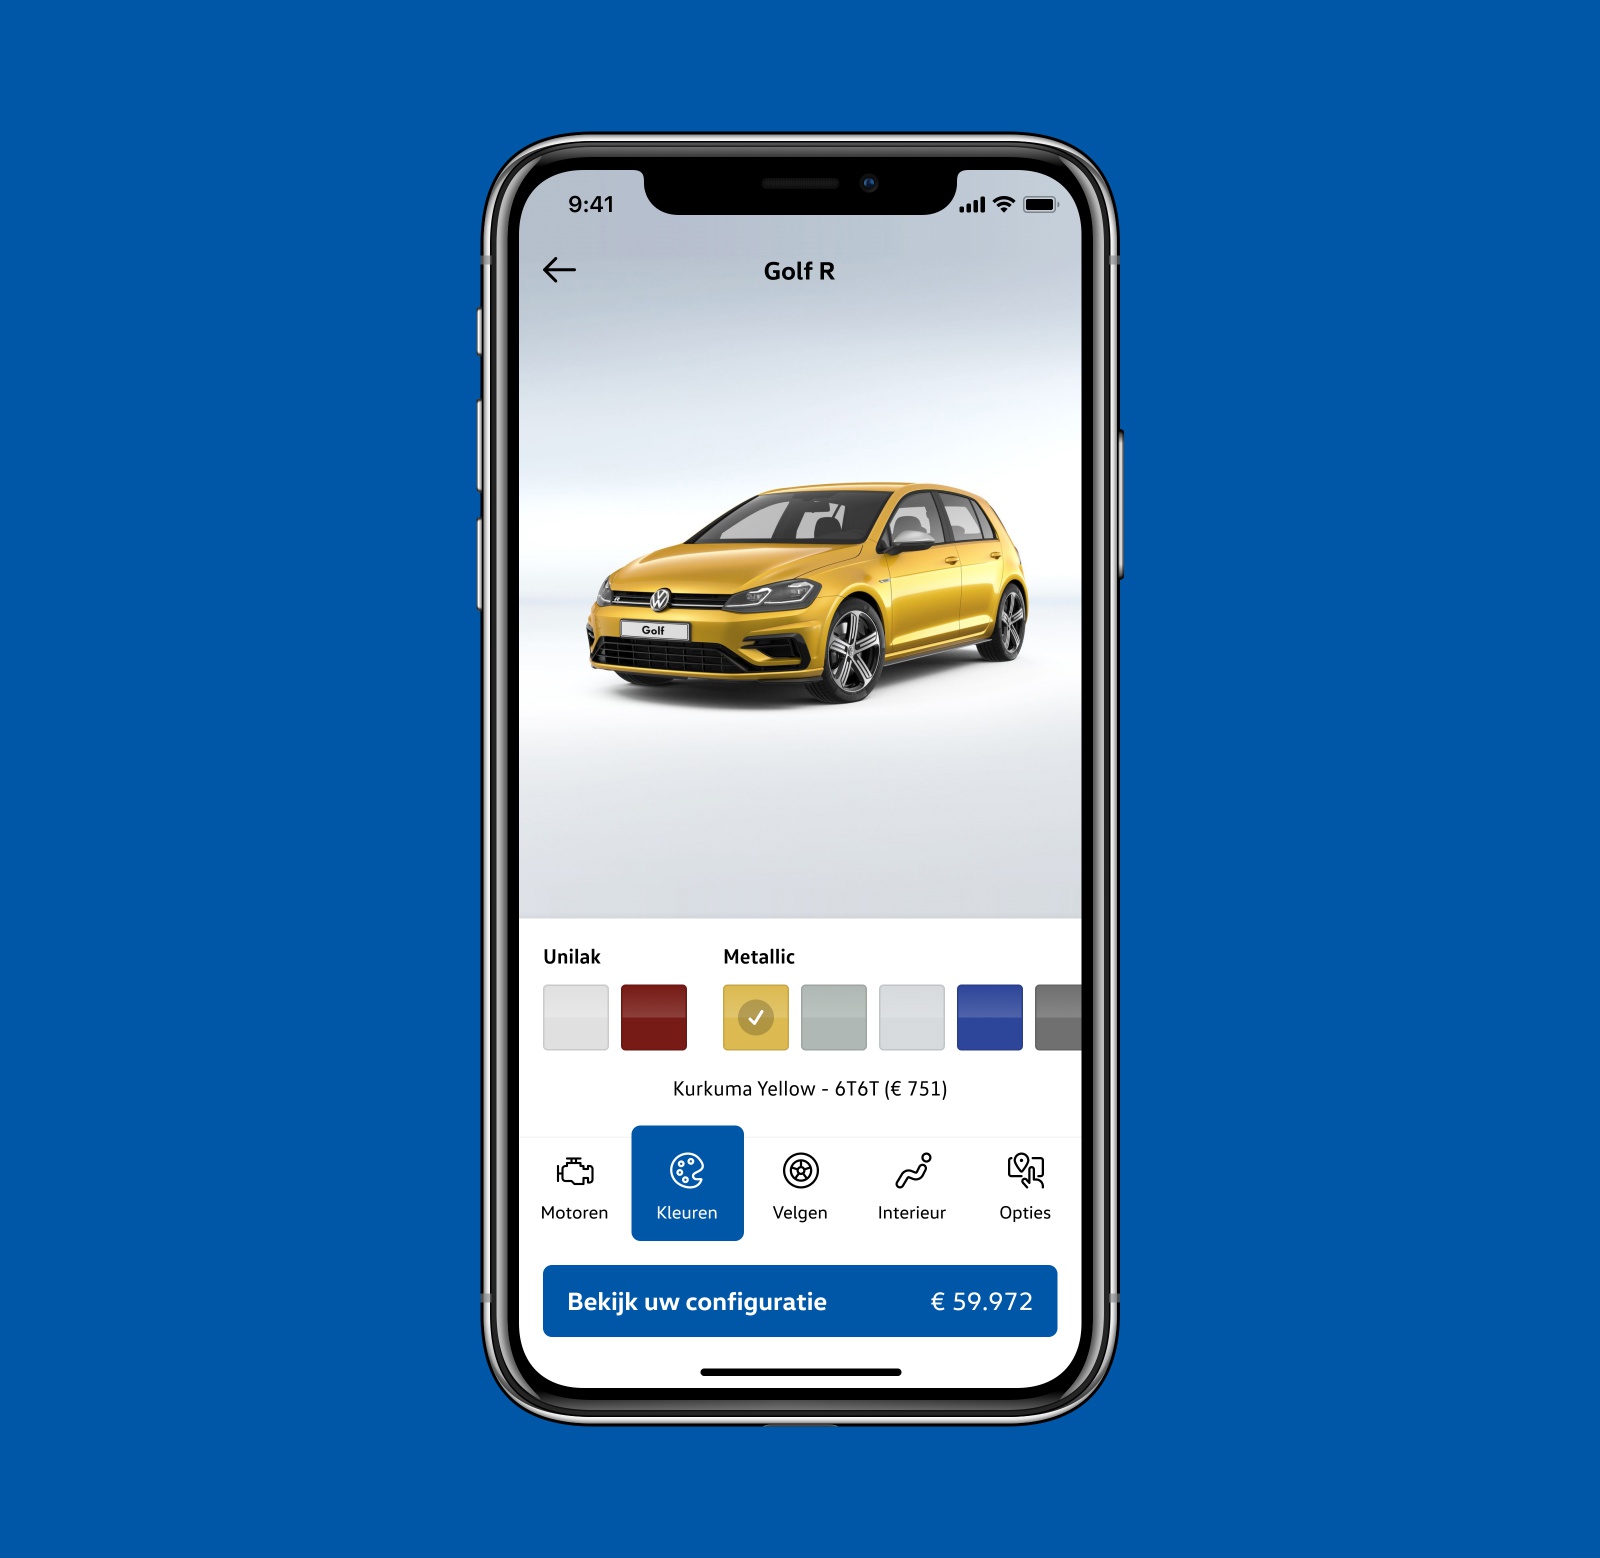 9:41
Golf R
Golf
Unilak
Metallic
Kurkuma Yellow - 6T6T (€ 751)
Motoren
Kleuren
Velgen
Interieur
Opties
Bekijk uw configuratie
€ 59.972